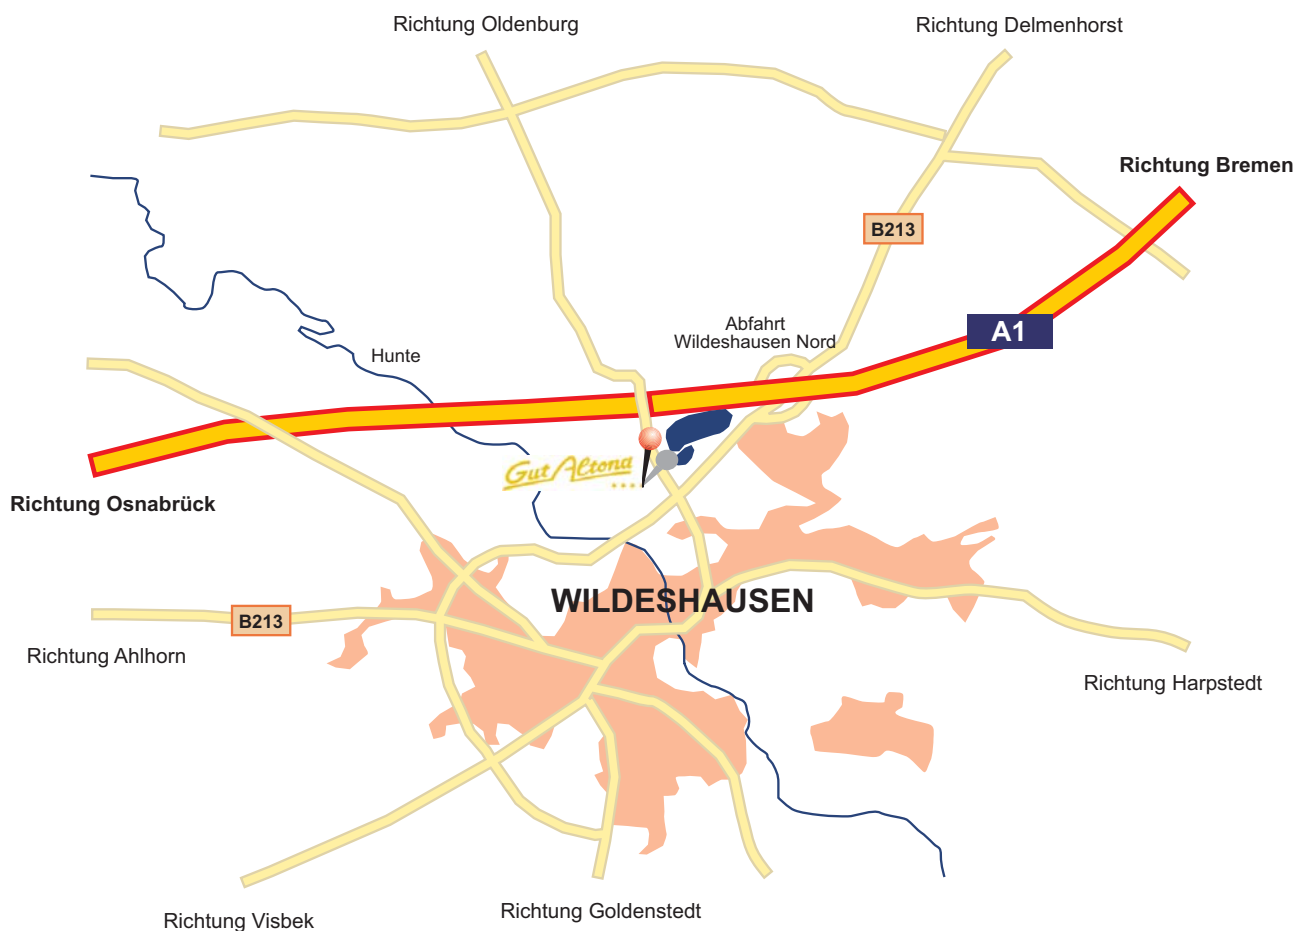 Richtung Oldenburg
Richtung Delmenhorst
Richtung Bremen
B213
Abfahrt
Wildeshausen Nord
A1
Hunte
Gut Altona
Richtung Osnabrück
WILDESHAUSEN
B213
Richtung Ahlhorn
Richtung Harpstedt
Richtung Goldenstedt
Richtung Visbek